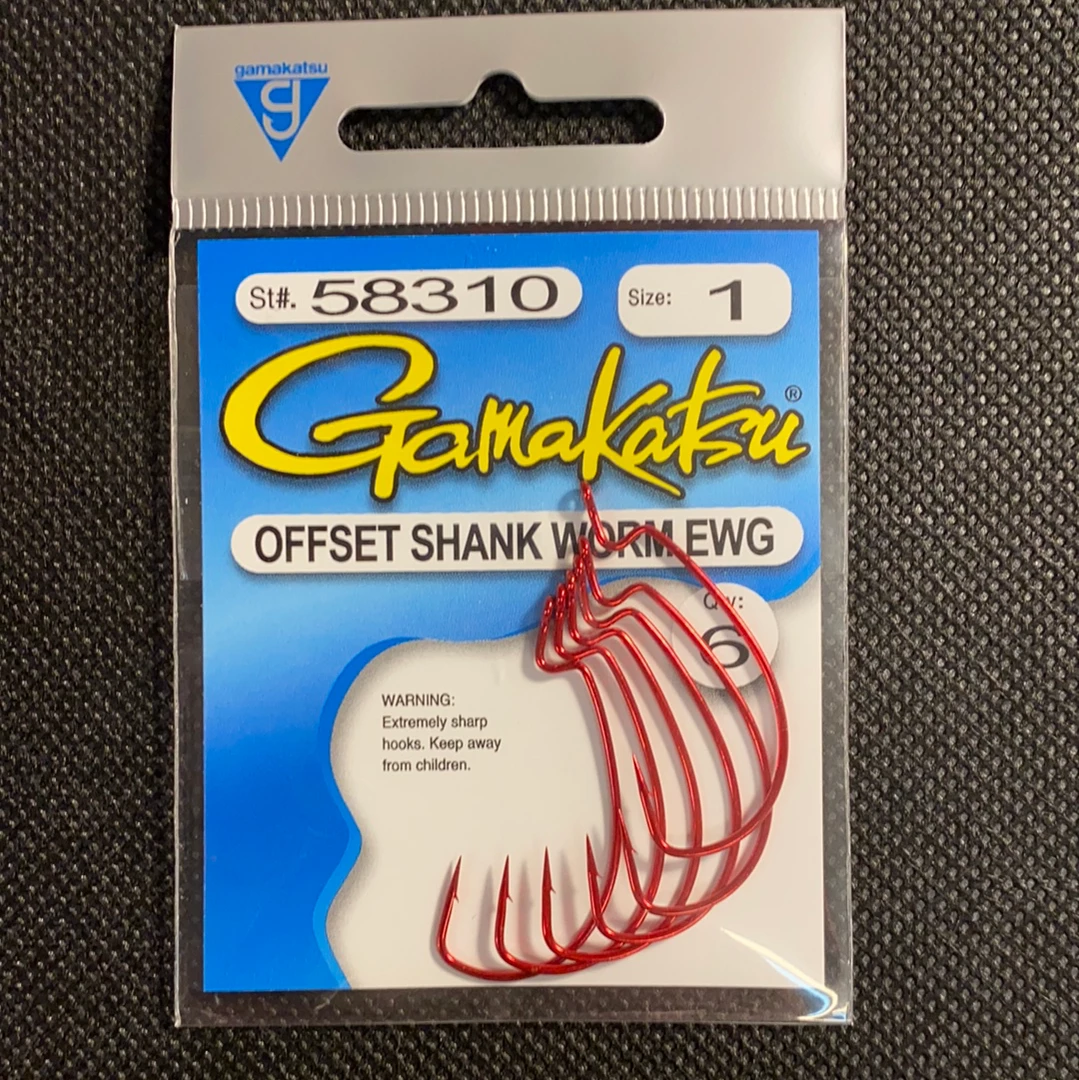 gamakatsu
St#. 58310
Size: 1
Gamakatsu®
OFFSET SHANK WORM EWG
Qty:
6
WARNING:
Extremely sharp
hooks. Keep away
from children.